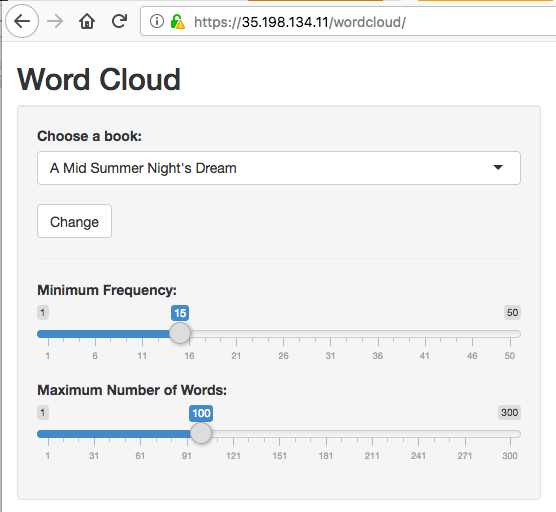 https://35.198.134.11/wordcloud/
Word Cloud
Choose a book:
A Mid Summer Night's Dream
Change
Minimum Frequency:
1 15 50
1 6 11 16 21 26 31 36 41 46 50
Maximum Number of Words:
1 100 300
1 31 61 91 121 151 181 211 241 271 300